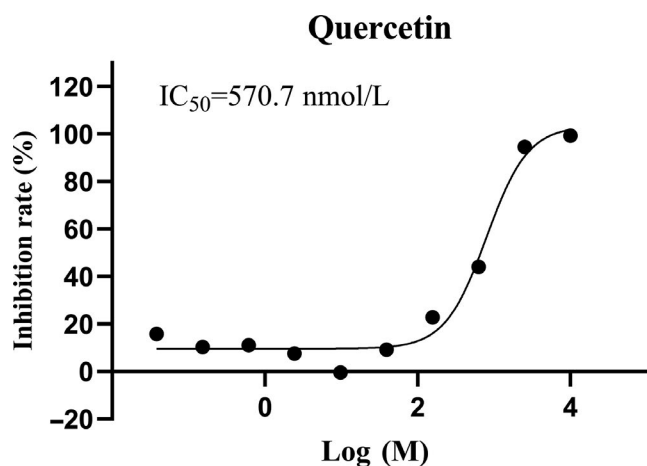 Quercetin
IC50=570.7 nmol/L
Inhibition rate (%)
120
100
80
60
40
20
0
−20
0
2
4
Log (M)